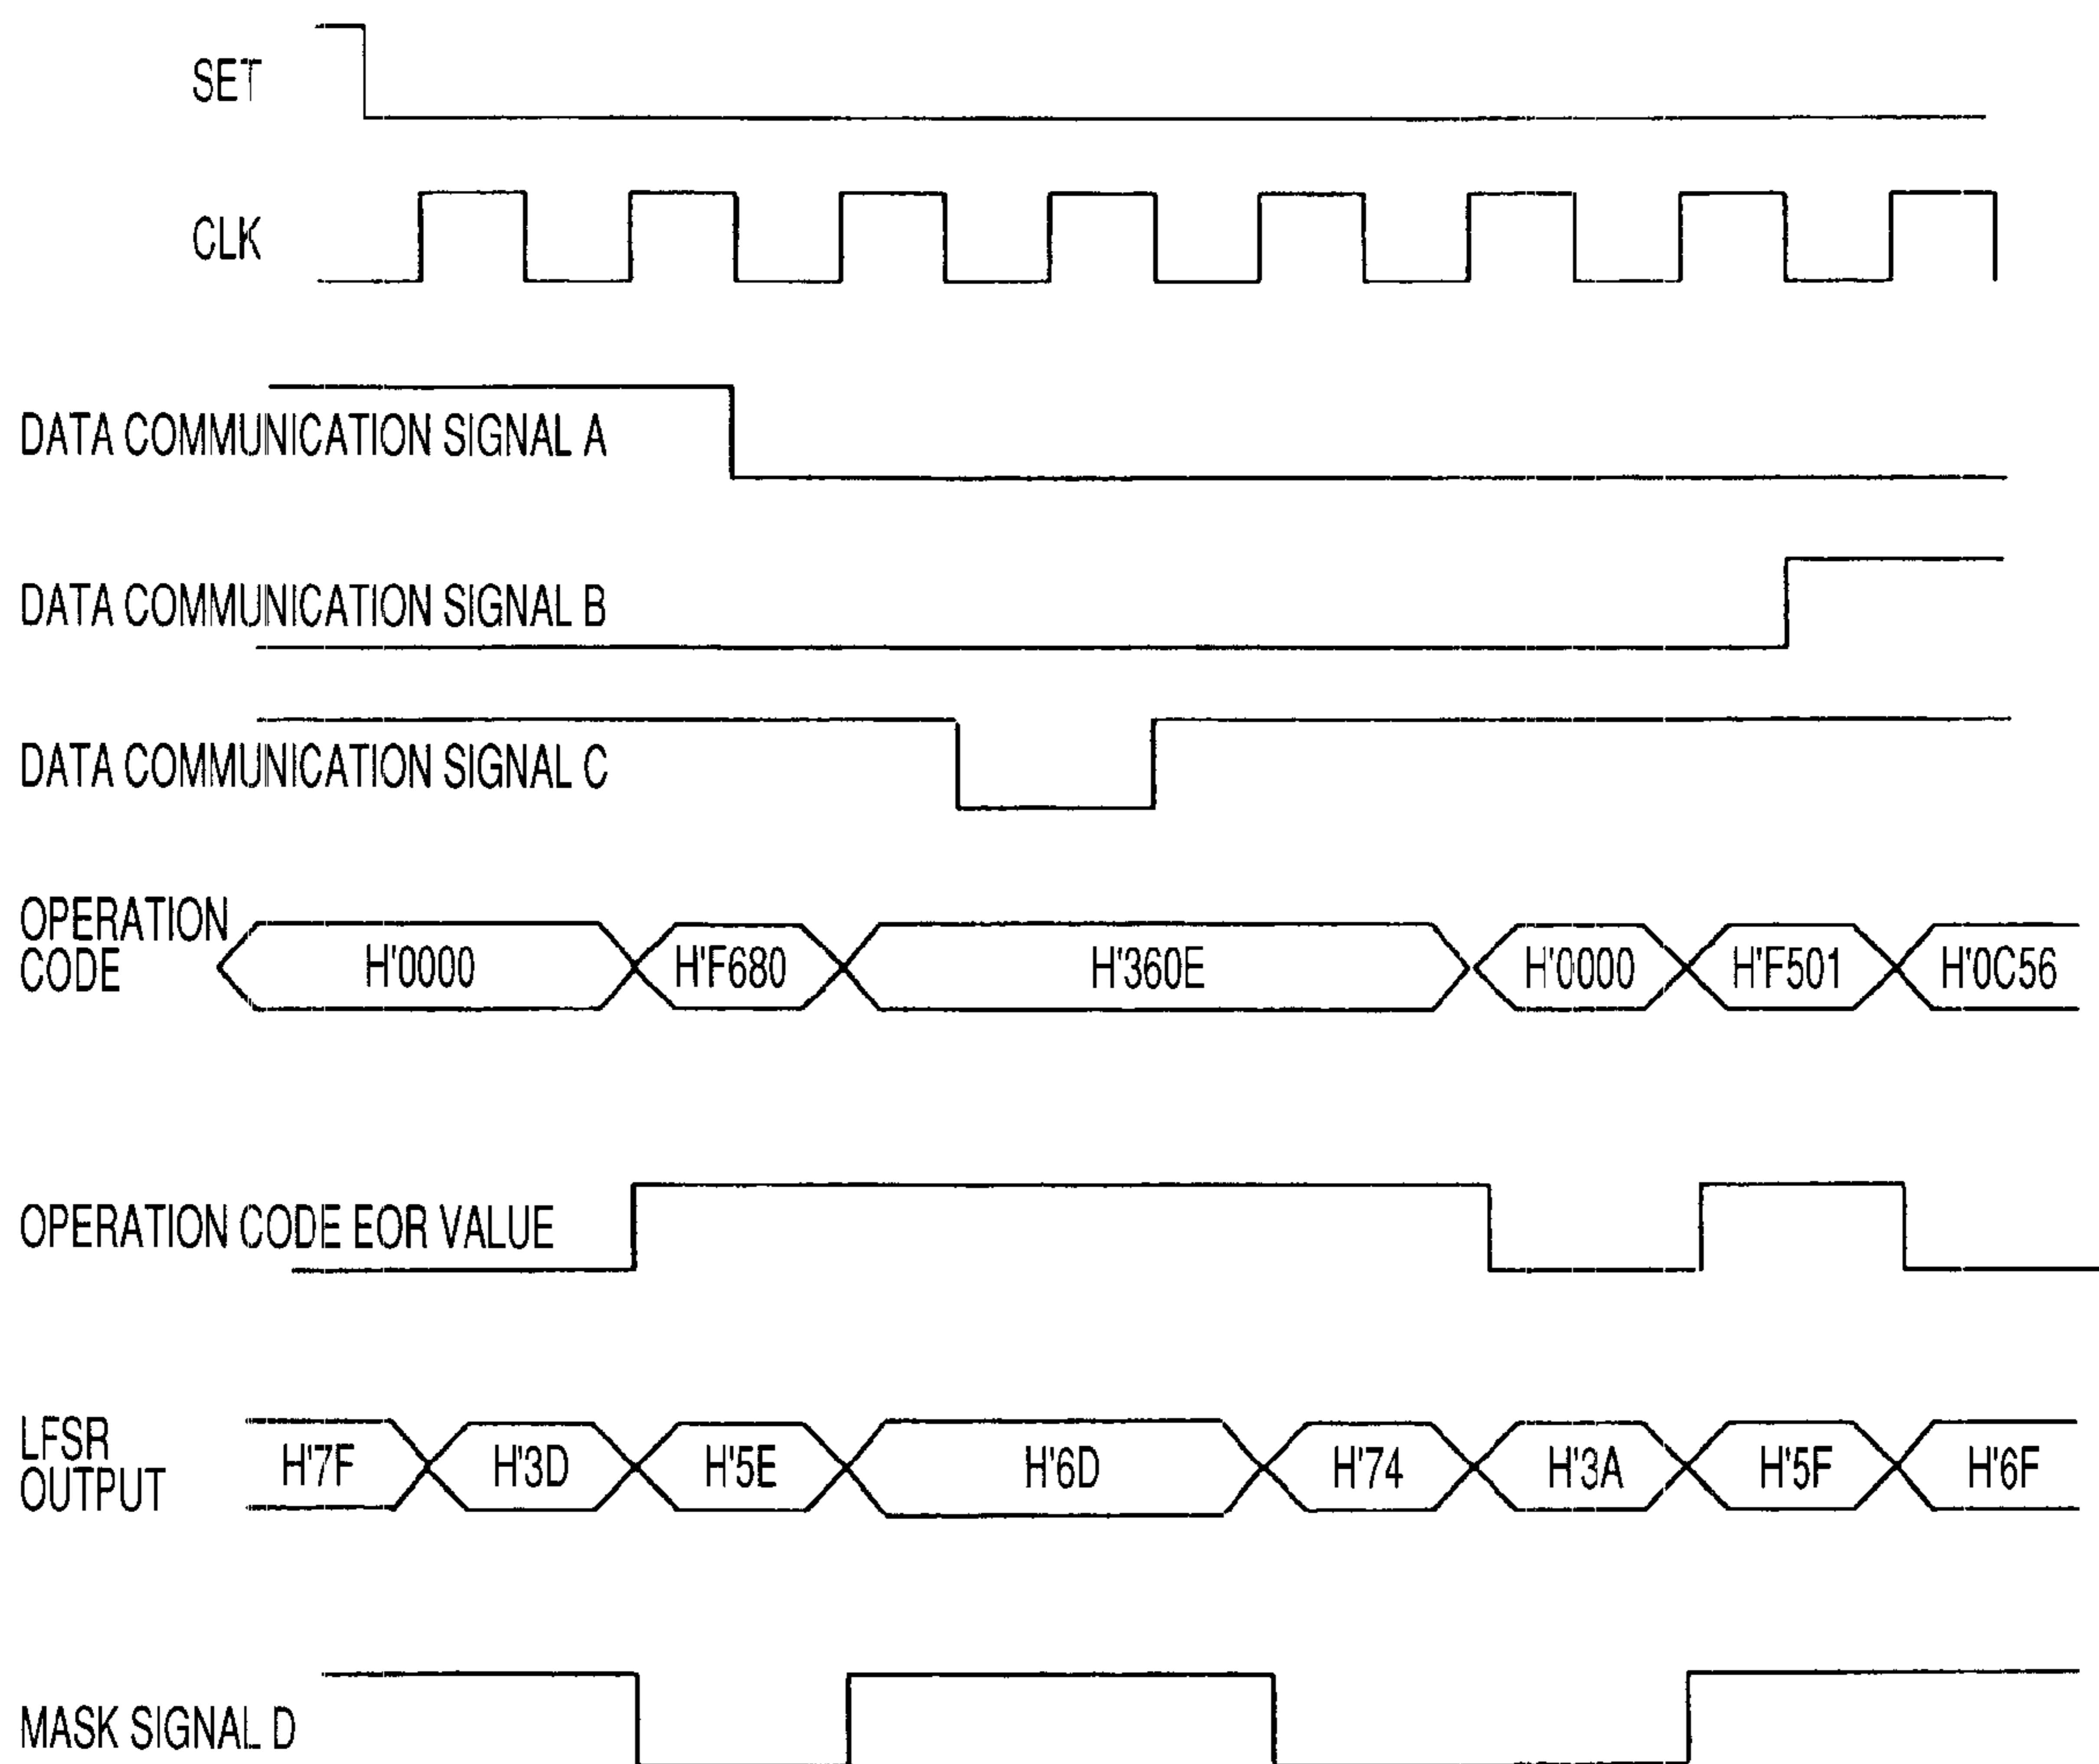 SET
CLK
DATA COMMUNICATION SIGNAL A
DATA COMMUNICATION SIGNAL B
DATA COMMUNICATION SIGNAL C
OPERATION
CODE
H'0000 H'F680 H'360E H'0000 H'F501 H'0C56
OPERATION CODE EOR VALUE
LFSR
OUTPUT
H'7F H'3D H'5E H'6D H'74 H'3A H'5F H'6F
MASK SIGNAL D